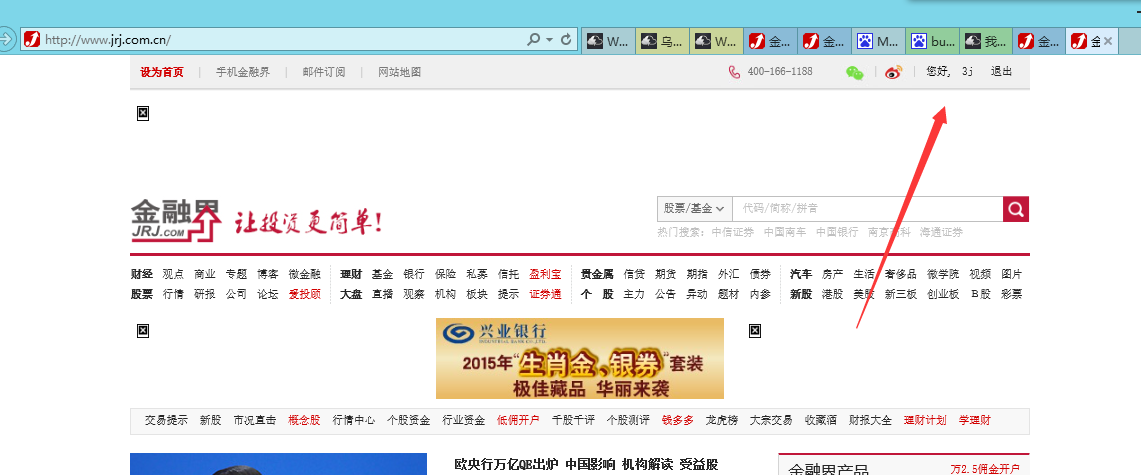 http://www.jrj.com.cn/ W... 乌... W... 金... 金... M... bu... 我... 金... 金
设为首页 | 手机金融界 | 邮件订阅 | 网站地图 400-166-1188 | 您好, 3j 退出
金融界 JRJ.COM 让投资更简单!
股票/基金 代码/简称/拼音
热门搜索: 中信证券 中国南车 中国银行 南京商科 海通证券
财经 观点 商业 专题 博客 微金融 理财 基金 银行 保险 私募 信托 盈利宝 贵金属 信贷 期货 期指 外汇 债券 汽车 房产 生活 奢侈品 微学院 视频 图片
股票 行情 研报 公司 论坛 爱投顾 大盘 直播 观察 机构 板块 提示 证券通 个股 主力 公告 异动 题材 内参 新股 港股 美股 新三板 创业板 B股 彩票
兴业银行
INDUSTRIAL BANK CO.,LTD
2015年“生肖金、银券”套装
极佳藏品 华丽来袭
交易提示 新股 市况直击 概念股 行情中心 个股资金 行业资金 低佣开户 千股千评 个股测评 钱多多 龙虎榜 大宗交易 收藏酒 财报大全 理财计划 学理财
欧央行万亿QE出炉 中国影响 机构解读 受益股
金融界产品 万2.5佣金开户